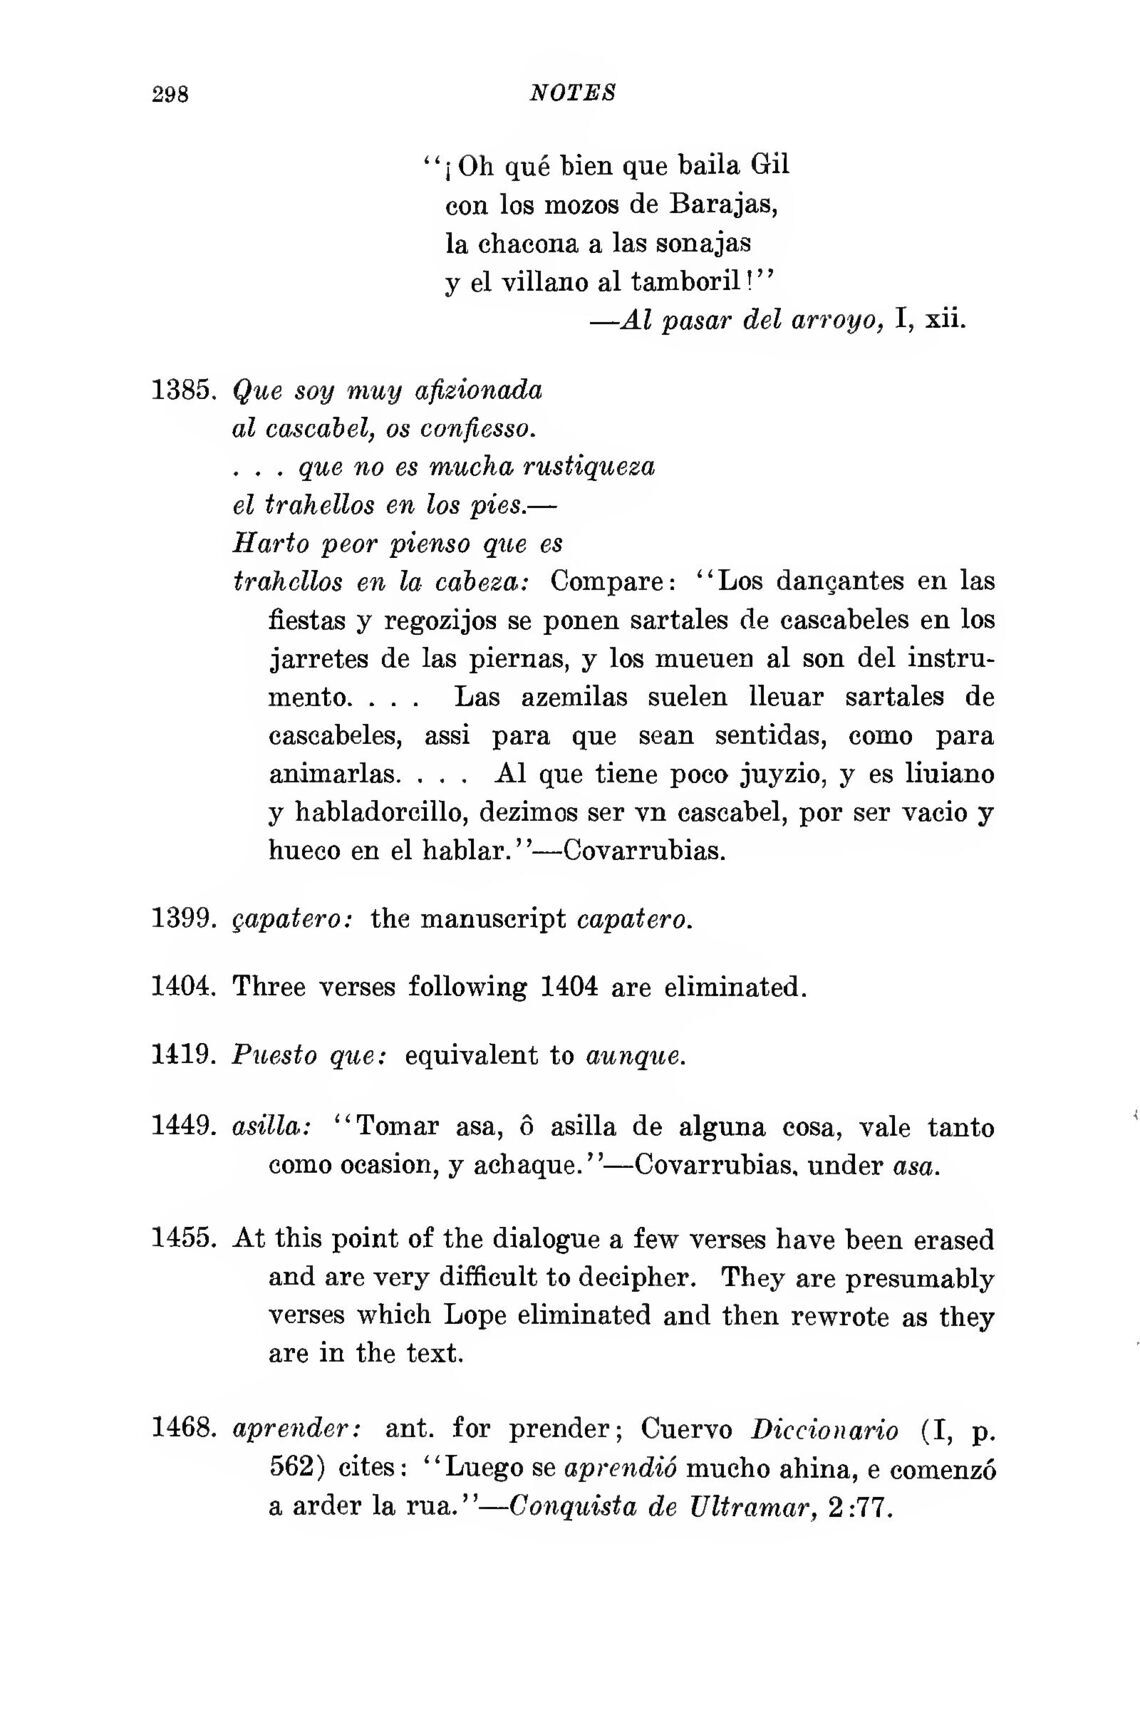 298 NOTES
“¡Oh qué bien que baila Gil
con los mozos de Barajas,
la chacona a las sonajas
y el villano al tamboril!”
—Al pasar del arroyo, I, xii.
1385. Que soy muy afizionada
al cascabel, os confiesso.
. . . que no es mucha rustiqueza
el trahellos en los pies.—
Harto peor pienso que es
trahellos en la cabeza: Compare: “Los dançantes en las
fiestas y regozijos se ponen sartales de cascabeles en los
jarretes de las piernas, y los mueuen al son del instru-
mento. . . . Las azemilas suelen lleuar sartales de
cascabeles, assi para que sean sentidas, como para
animarlas. . . . Al que tiene poco juyzio, y es liuiano
y habladorcillo, dezimos ser vn cascabel, por ser vacio y
hueco en el hablar.”—Covarrubias.
1399. çapatero: the manuscript capatero.
1404. Three verses following 1404 are eliminated.
1419. Puesto que: equivalent to aunque.
1449. asilla: “Tomar asa, ô asilla de alguna cosa, vale tanto
como ocasion, y achaque.”—Covarrubias, under asa.
1455. At this point of the dialogue a few verses have been erased
and are very difficult to decipher. They are presumably
verses which Lope eliminated and then rewrote as they
are in the text.
1468. aprender: ant. for prender; Cuervo Diccionario (I, p.
562) cites: “Luego se aprendió mucho ahina, e comenzó
a arder la rua.”—Conquista de Ultramar, 2:77.